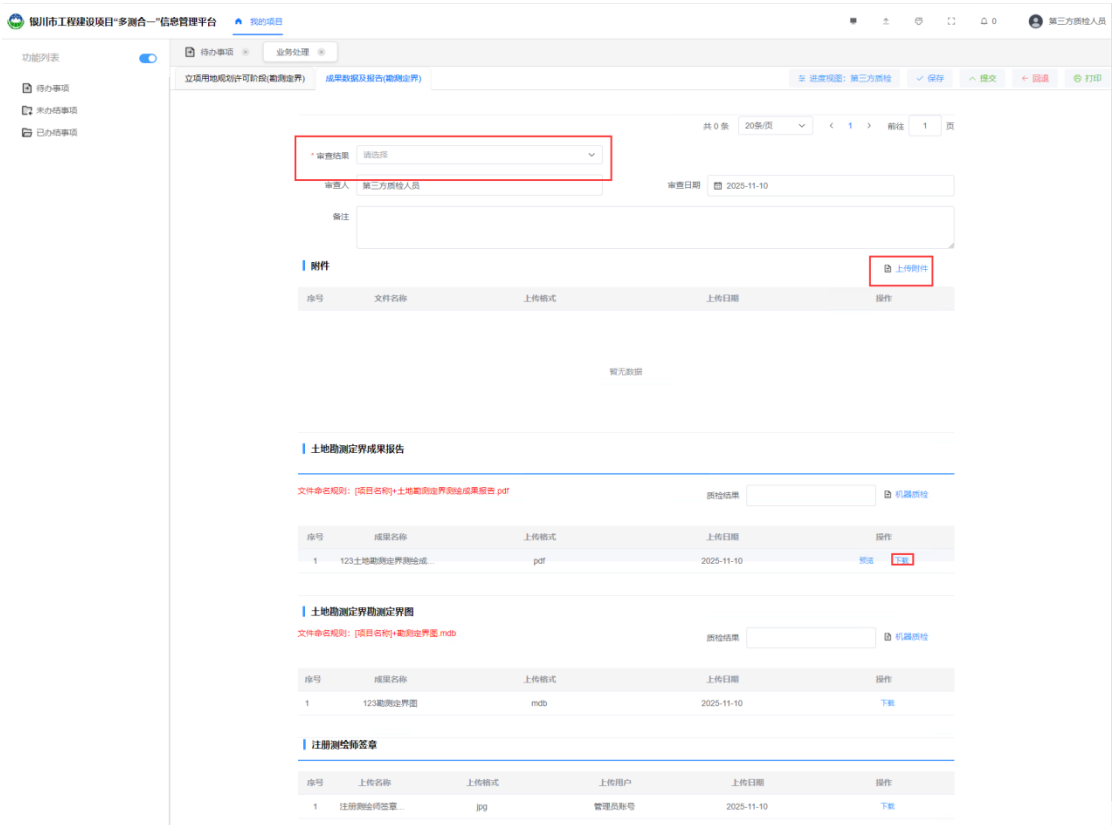 银川市工程建设项目“多测合一”信息管理平台 我的项目 0 第三方质检人员
功能列表
待办事项
未办结事项
已办结事项
待办事项 业务处理
立项用地规划许可阶段(勘测定界) 成果数据及报告(勘测定界) 进度视图：第三方质检 保存 提交 回退 打印
共 0 条 20条/页 1 前往 1 页
* 审查结果 请选择
审查人 第三方质检人员 审查日期 2025-11-10
备注
附件 上传附件
序号 文件名称 上传格式 上传日期 操作
暂无数据
土地勘测定界成果报告
文件命名规则：[项目名称]+土地勘测定界测绘成果报告.pdf 质检结果 机器质检
序号 成果名称 上传格式 上传日期 操作
1 123土地勘测定界测绘成... pdf 2025-11-10 预览 下载
土地勘测定界勘测定界图
文件命名规则：[项目名称]+勘测定界图.mdb 质检结果 机器质检
序号 成果名称 上传格式 上传日期 操作
1 123勘测定界图 mdb 2025-11-10 下载
注册测绘师签章
序号 上传名称 上传格式 上传用户 上传日期 操作
1 注册测绘师签章... jpg 管理员账号 2025-11-10 下载